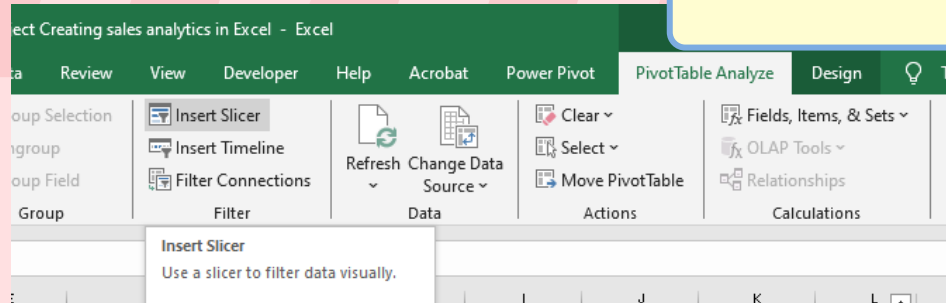 ject Creating sales analytics in Excel - Excel
ta Review View Developer Help Acrobat Power Pivot PivotTable Analyze Design T
oup Selection
ngroup
oup Field
Group
Insert Slicer
Insert Timeline
Filter Connections
Filter
Refresh
Change Data
Source
Data
Clear
Select
Move PivotTable
Actions
Fields, Items, & Sets
OLAP Tools
Relationships
Calculations
Insert Slicer
Use a slicer to filter data visually.
J K L